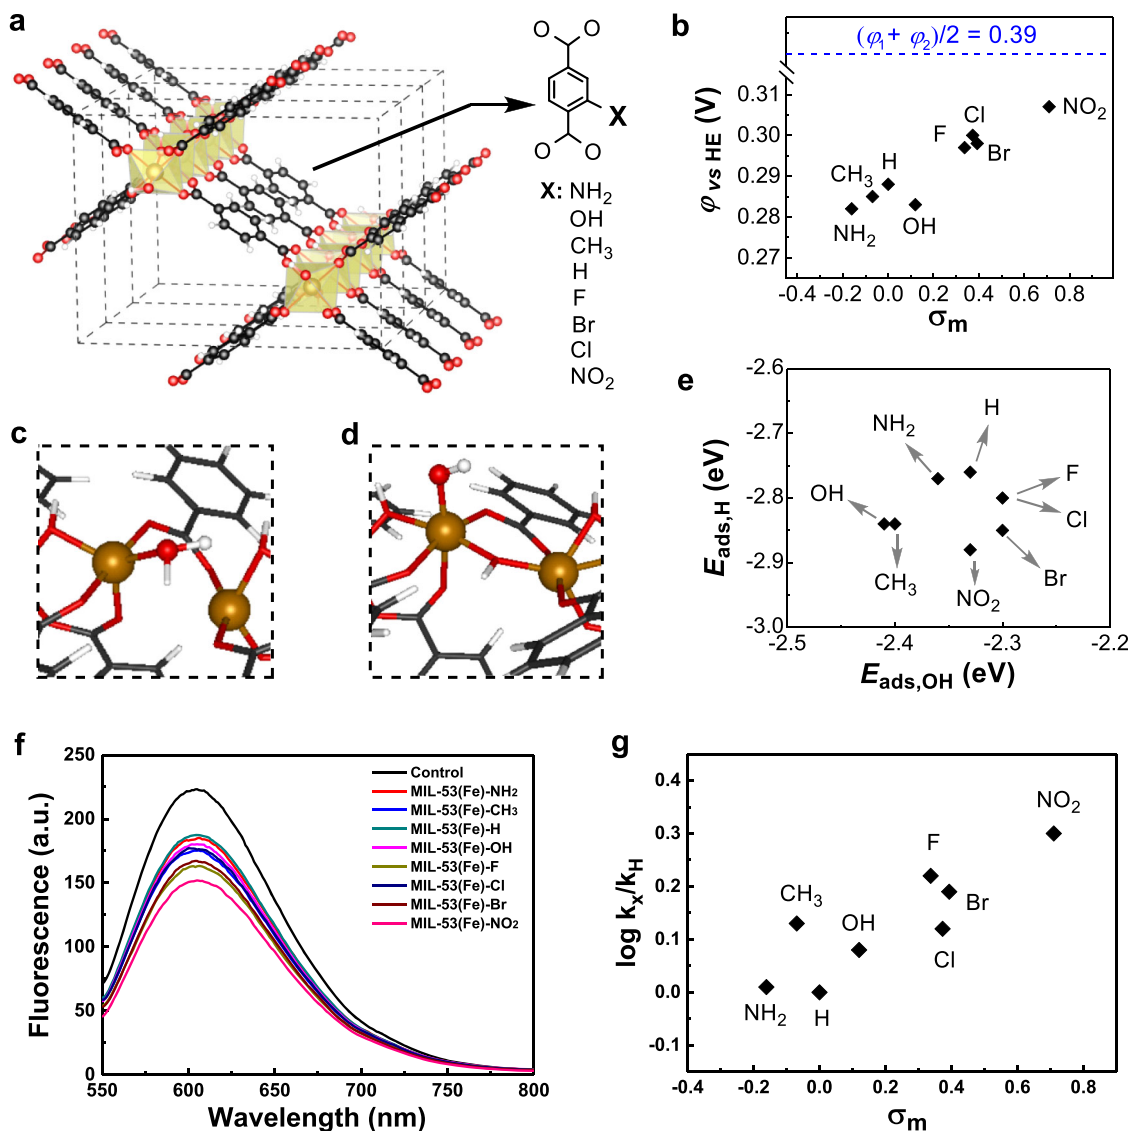 a
O O
X
O O
X: NH2
OH
CH3
H
F
Br
Cl
NO2
b
(φ1 + φ2)/2 = 0.39
φ vs HE (V)
0.31
0.30
0.29
0.28
0.27
NH2
CH3
H
OH
F
Cl
Br
NO2
-0.4 -0.2 0.0 0.2 0.4 0.6 0.8
σm
c
d
e
Eads,H (eV)
-2.6
-2.7
-2.8
-2.9
-3.0
NH2
H
OH
F
Cl
CH3
NO2
Br
-2.5 -2.4 -2.3 -2.2
Eads,OH (eV)
f
Fluorescence (a.u.)
250
200
150
100
50
0
Control
MIL-53(Fe)-NH2
MIL-53(Fe)-CH3
MIL-53(Fe)-H
MIL-53(Fe)-OH
MIL-53(Fe)-F
MIL-53(Fe)-Cl
MIL-53(Fe)-Br
MIL-53(Fe)-NO2
550 600 650 700 750 800
Wavelength (nm)
g
log kx/kH
0.4
0.3
0.2
0.1
0.0
-0.1
NO2
F
CH3
Br
OH
Cl
NH2
H
-0.4 -0.2 0.0 0.2 0.4 0.6 0.8
σm